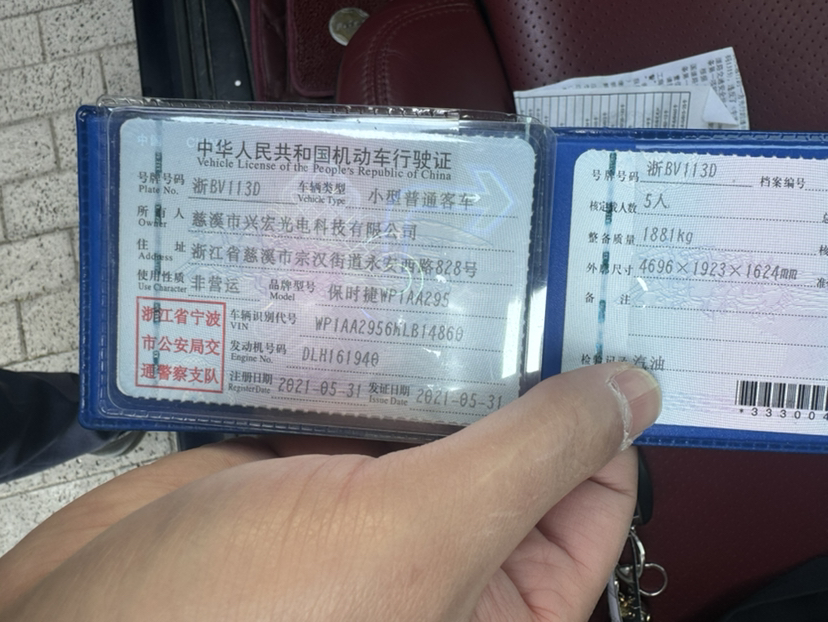 中华人民共和国机动车行驶证
Vehicle License of the People's Republic of China
号牌号码 浙BV113D 车辆类型 小型普通客车
Plate No. Vehicle Type
所有人 慈溪市兴宏光电科技有限公司
Owner
住址 浙江省慈溪市宗汉街道永安西路828号
Address
使用性质 非营运 品牌型号 保时捷WP1AA295
Use Character Model
浙江省宁波
市公安局交
通警察支队
车辆识别代号 WP1AA2956KLB14860
VIN
发动机号码 DLH161940
Engine No.
注册日期 2021-05-31 发证日期 2021-05-31
Register Date Issue Date
号牌号码 浙BV113D 档案编号
核定载人数 5人
整备质量 1881kg
外廓尺寸 4696×1923×1624mm
备注
检验记录 汽油
*333004